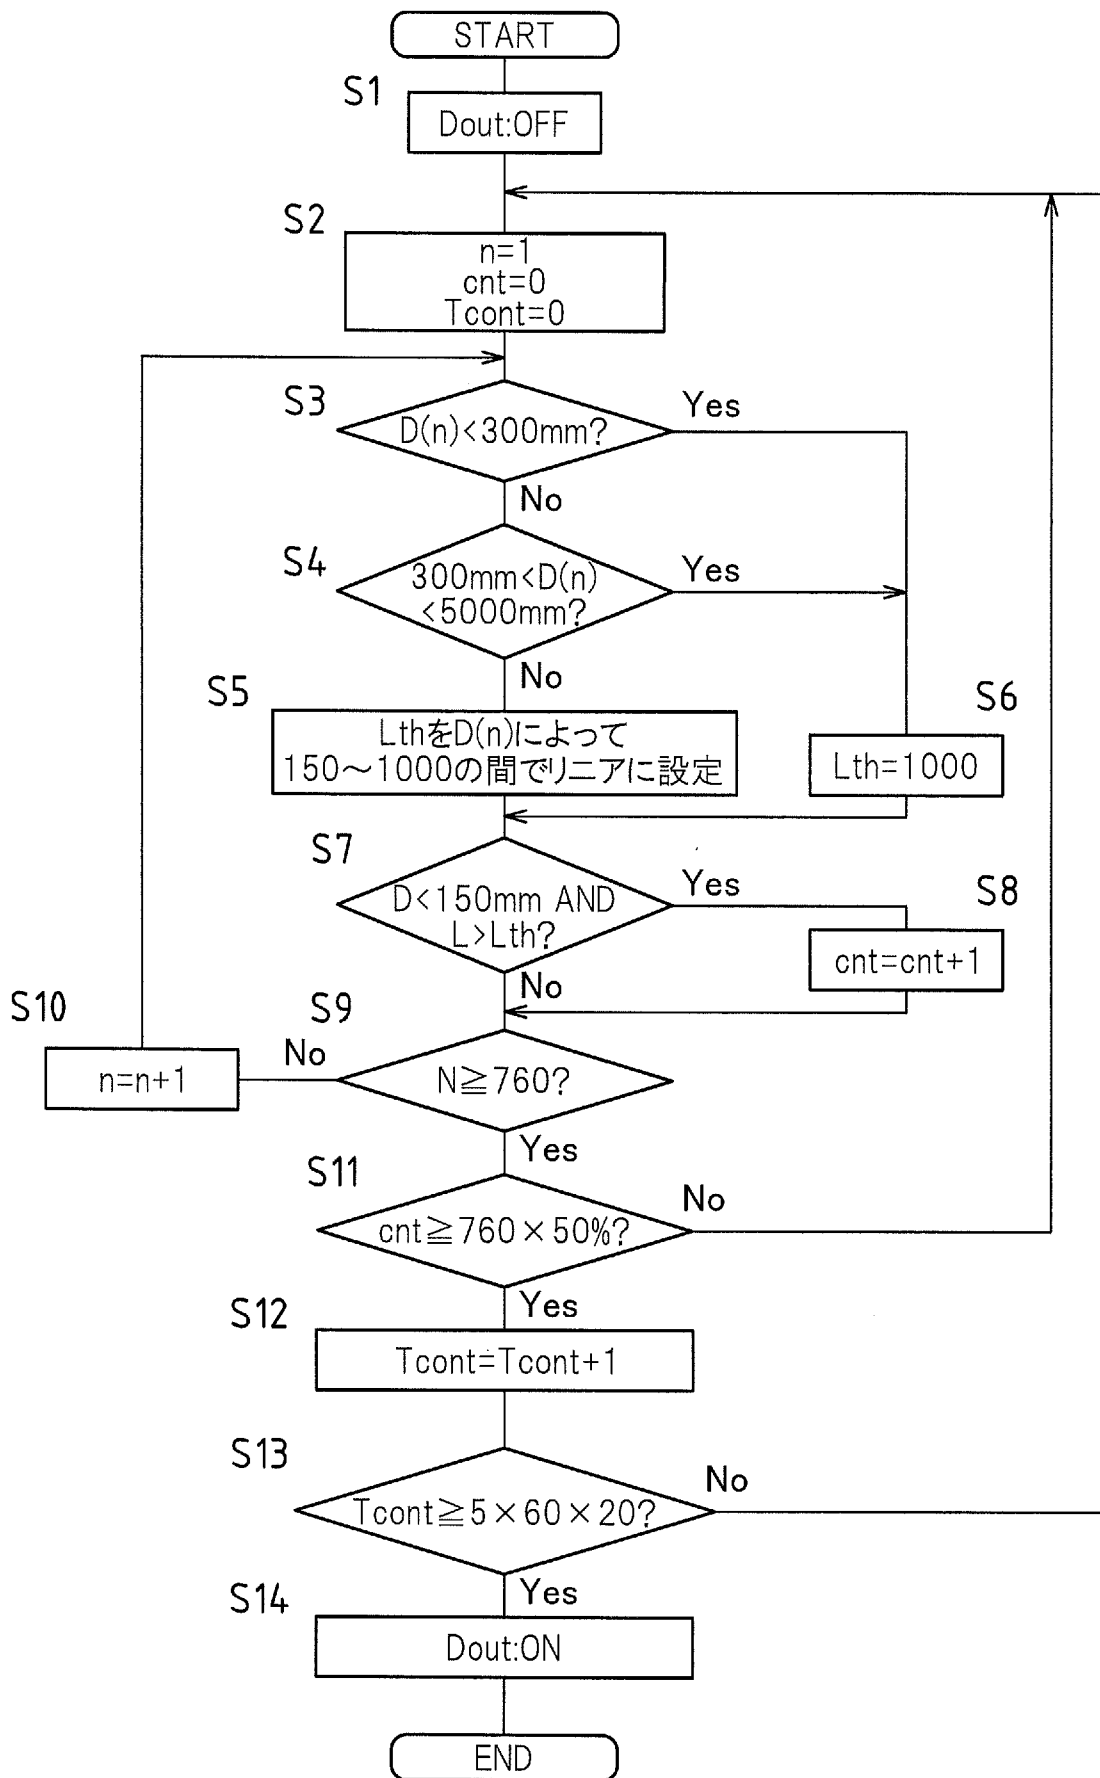 START
S1
Dout:OFF
S2
n=1
cnt=0
Tcont=0
S3
D(n)<300mm?
Yes
No
S4
300mm<D(n)
<5000mm?
Yes
No
S5
LthをD(n)によって
150～1000の間でリニアに設定
S6
Lth=1000
S7
D<150mm AND
L>Lth?
Yes
No
S8
cnt=cnt+1
S9
N≧760?
No
Yes
S10
n=n+1
S11
cnt≧760×50%?
No
Yes
S12
Tcont=Tcont+1
S13
Tcont≧5×60×20?
No
Yes
S14
Dout:ON
END